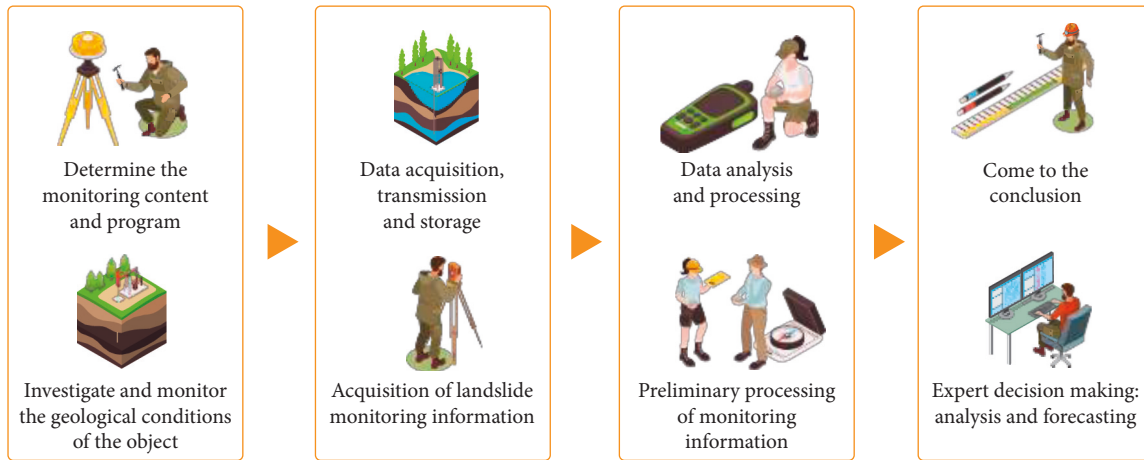 Determine the
monitoring content
and program
Investigate and monitor
the geological conditions
of the object
Data acquisition,
transmission
and storage
Acquisition of landslide
monitoring information
Data analysis
and processing
Preliminary processing
of monitoring
information
Come to the
conclusion
Expert decision making:
analysis and forecasting